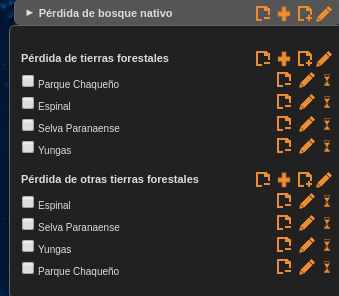 Pérdida de bosque nativo
Pérdida de tierras forestales
Parque Chaqueño
Espinal
Selva Paranaense
Yungas
Pérdida de otras tierras forestales
Espinal
Selva Paranaense
Yungas
Parque Chaqueño